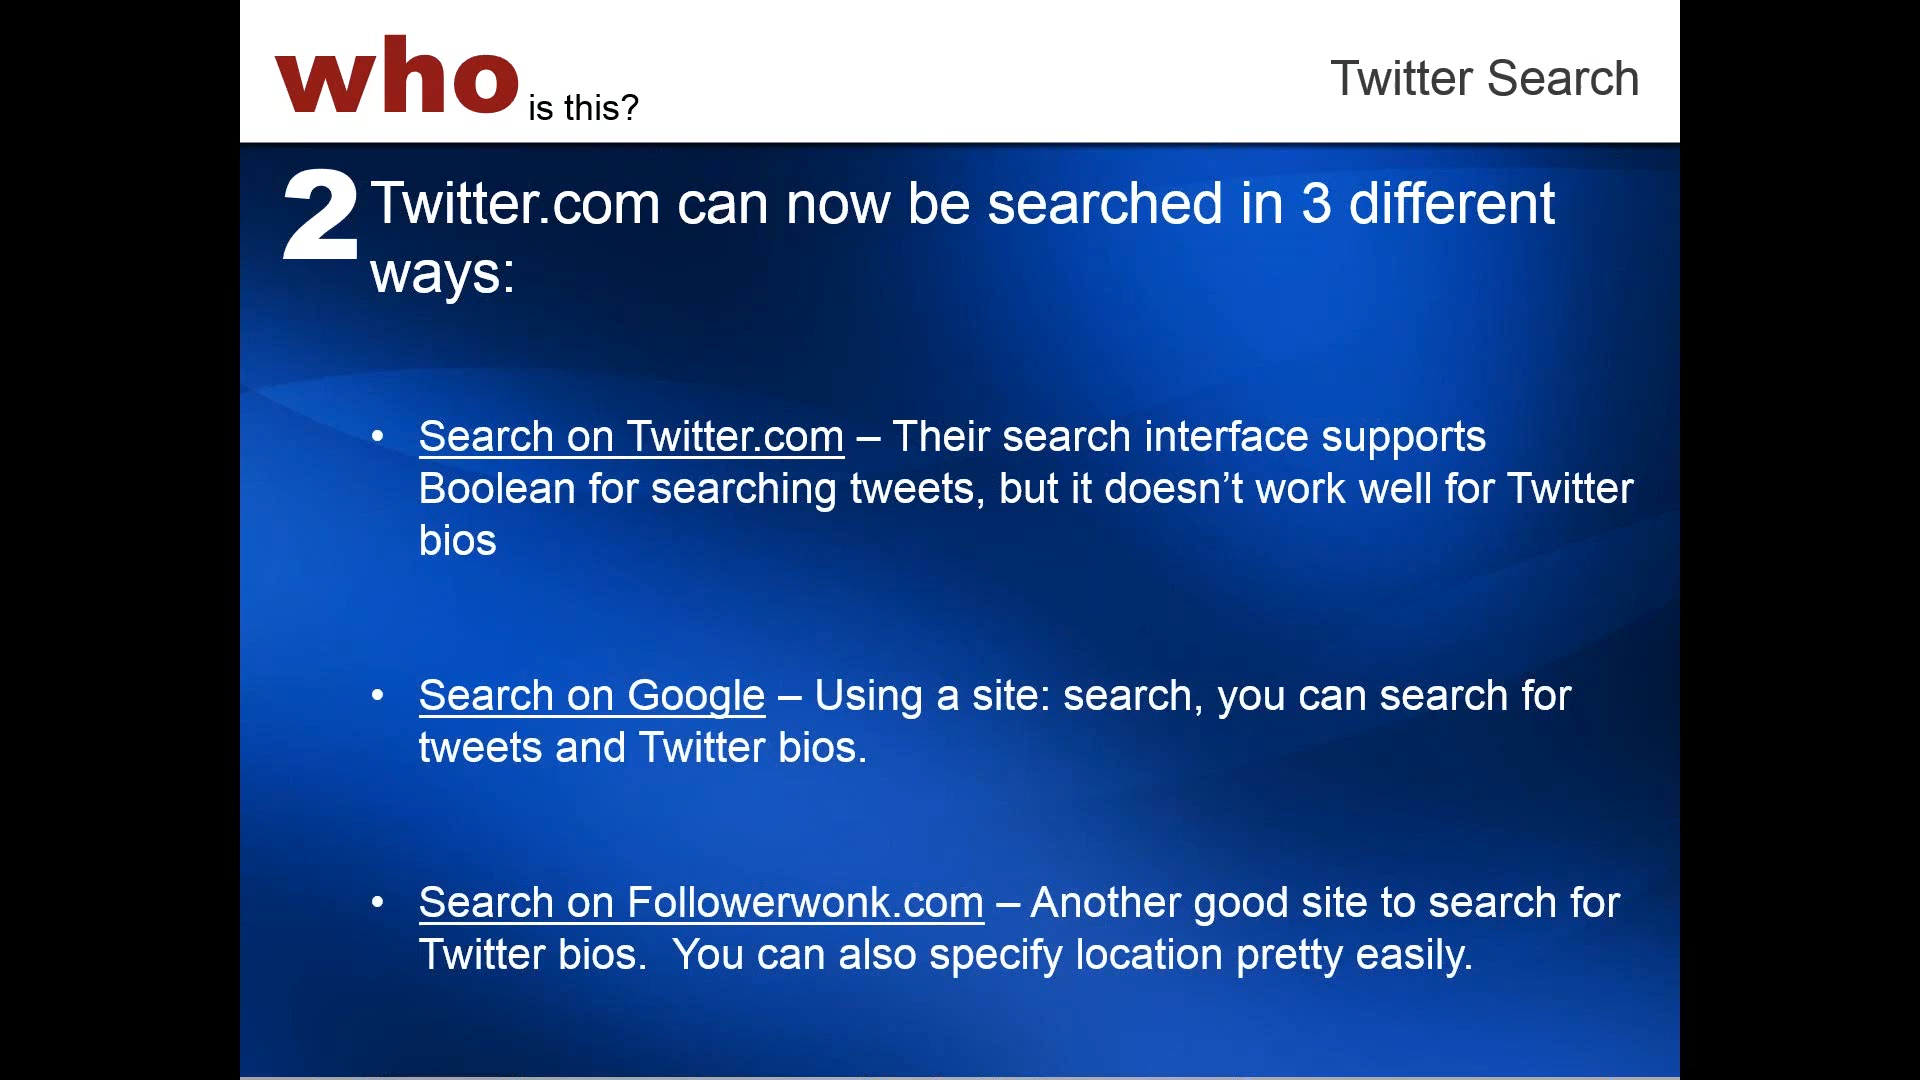 who is this?
Twitter Search
2 Twitter.com can now be searched in 3 different
ways:
• Search on Twitter.com – Their search interface supports
Boolean for searching tweets, but it doesn’t work well for Twitter
bios
• Search on Google – Using a site: search, you can search for
tweets and Twitter bios.
• Search on Followerwonk.com – Another good site to search for
Twitter bios.  You can also specify location pretty easily.